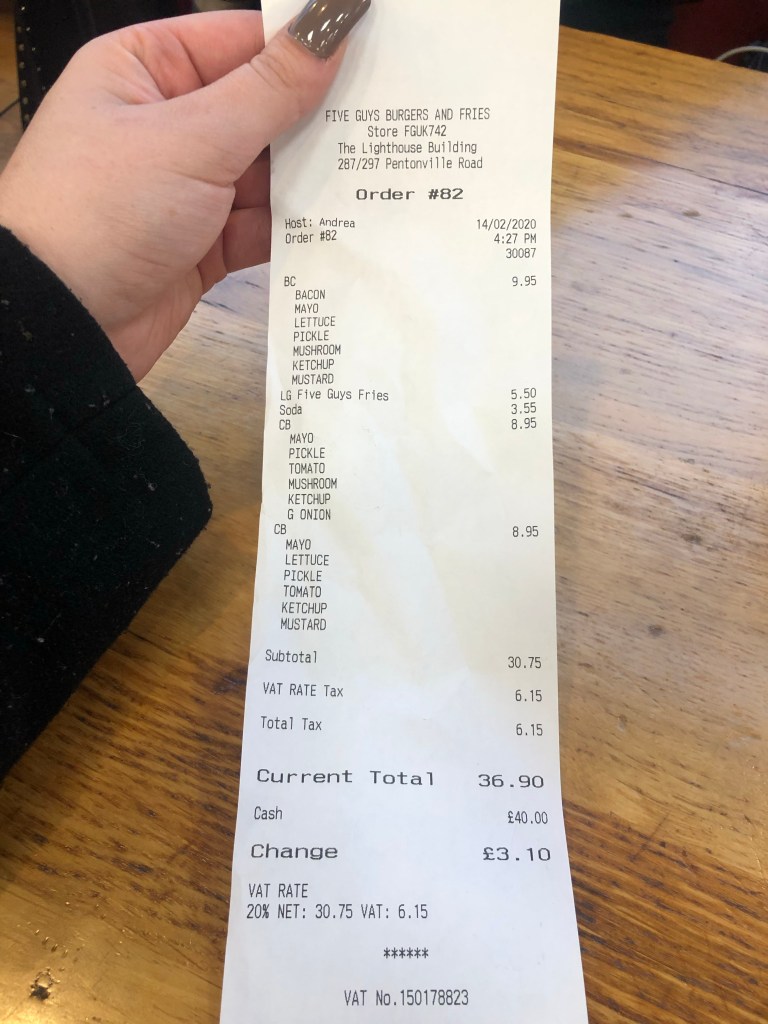 FIVE GUYS BURGERS AND FRIES
Store FGUK742
The Lighthouse Building
287/297 Pentonville Road
Order #82
Host: Andrea 14/02/2020
Order #82 4:27 PM
30087
BC 9.95
BACON
MAYO
LETTUCE
PICKLE
MUSHROOM
KETCHUP
MUSTARD
LG Five Guys Fries 5.50
Soda 3.55
CB 8.95
MAYO
PICKLE
TOMATO
MUSHROOM
KETCHUP
G ONION
CB 8.95
MAYO
LETTUCE
PICKLE
TOMATO
KETCHUP
MUSTARD
Subtotal 30.75
VAT RATE Tax 6.15
Total Tax 6.15
Current Total 36.90
Cash £40.00
Change £3.10
VAT RATE
20% NET: 30.75 VAT: 6.15
******
VAT No.150178823